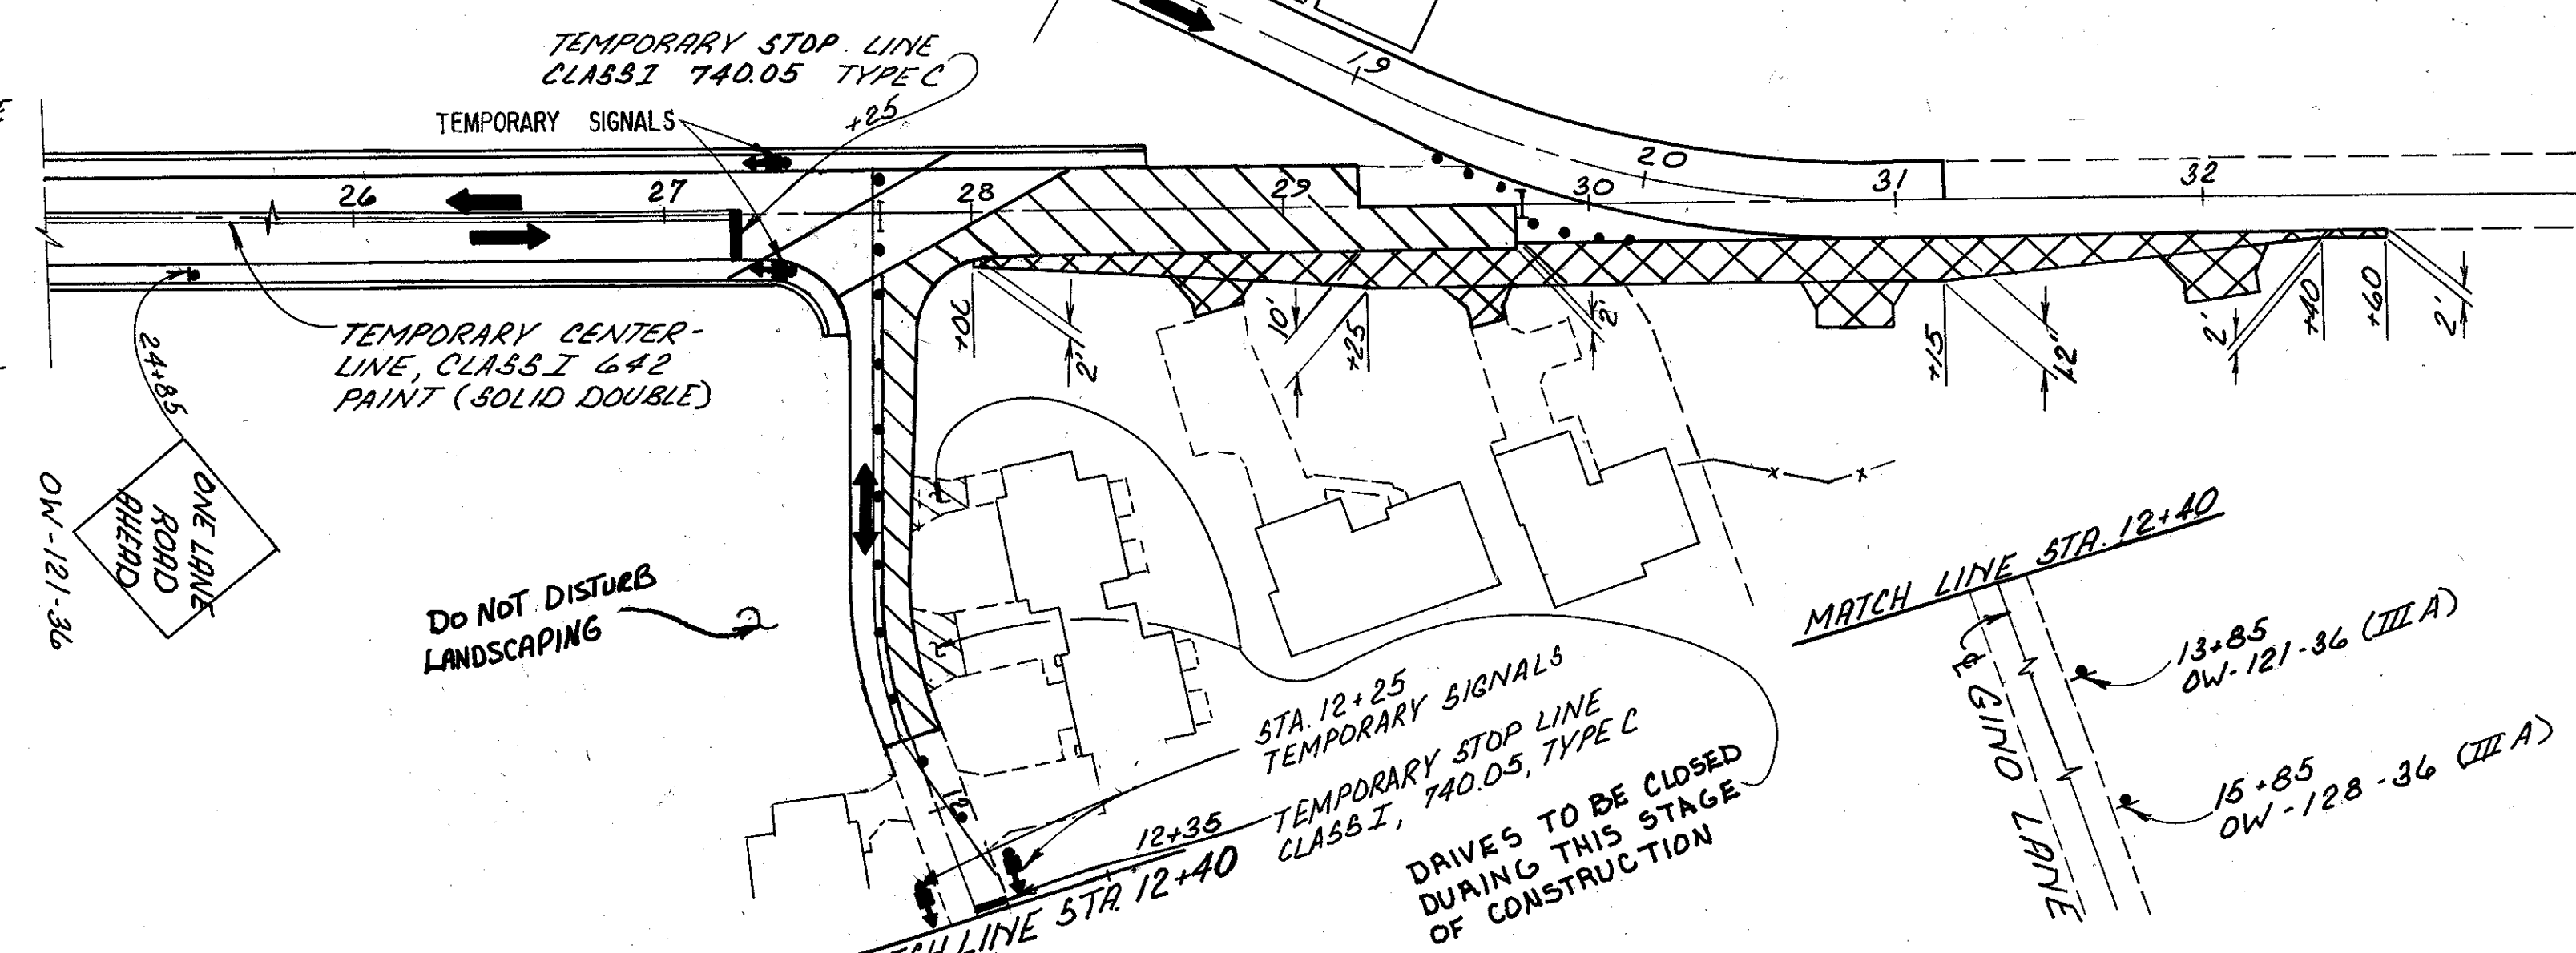 TEMPORARY STOP LINE
CLASS I 740.05 TYPE C
TEMPORARY SIGNALS
+25
19
20
26
27
28
29
30
31
32
TEMPORARY CENTER-
LINE, CLASS I 642
PAINT (SOLID DOUBLE)
24+85
ONE LANE
ROAD
AHEAD
OW-121-36
+00
2'
10'
+25
2'
+15
12'
2'
+40
+60
2'
DO NOT DISTURB
LANDSCAPING
12
STA. 12+25
TEMPORARY SIGNALS
TEMPORARY STOP LINE
CLASS I, 740.05, TYPE C
12+35
MATCH LINE STA. 12+40
DRIVES TO BE CLOSED
DURING THIS STAGE
OF CONSTRUCTION
MATCH LINE STA. 12+40
13+85
OW-121-36 (III A)
15+85
OW-128-36 (III A)
GINO LANE